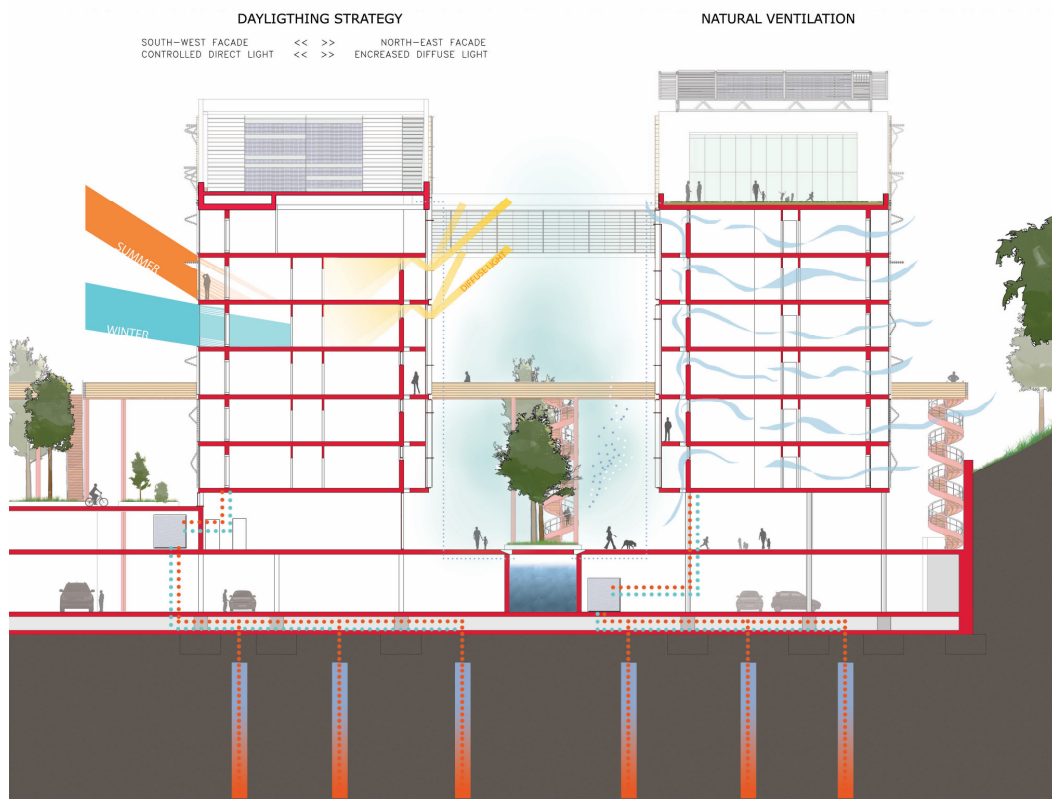 DAYLIGTHING STRATEGY
NATURAL VENTILATION
SOUTH-WEST FACADE << >> NORTH-EAST FACADE
CONTROLLED DIRECT LIGHT << >> ENCREASED DIFFUSE LIGHT
SUMMER
DIFFUSE LIGHT
WINTER